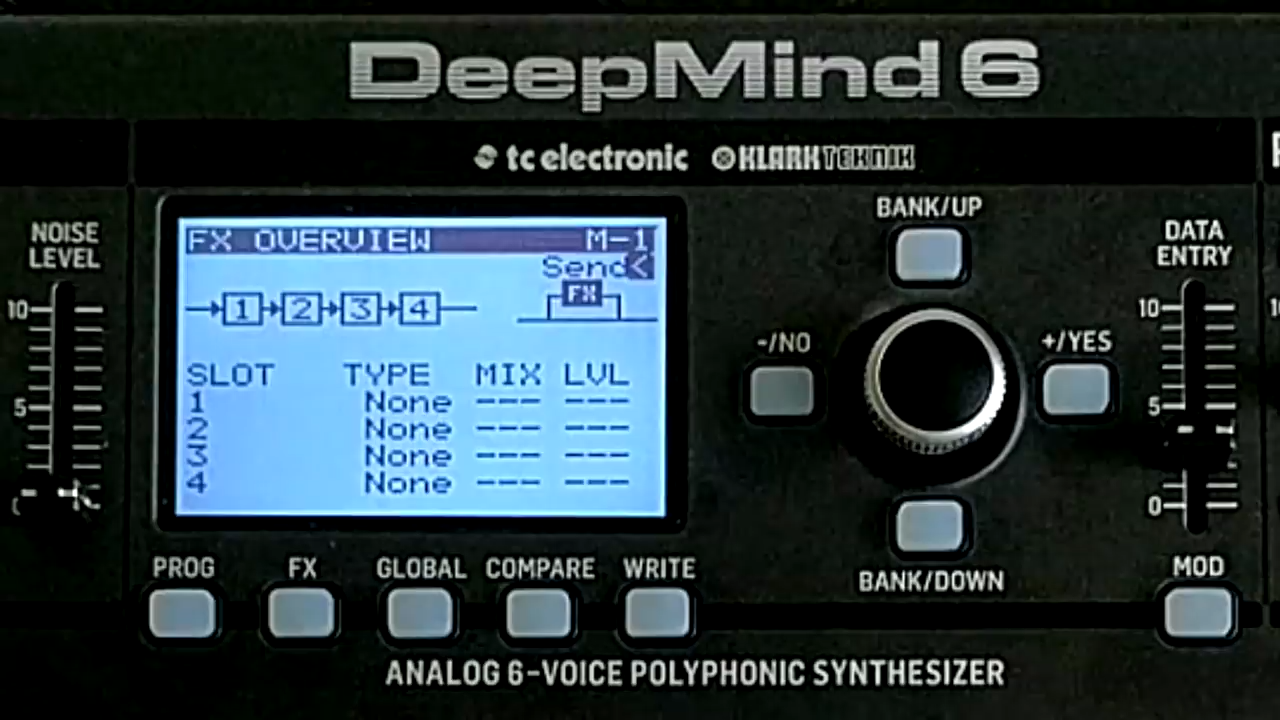 DeepMind 6
tc electronic KLARK TEKNIK
NOISE LEVEL
10
5
FX OVERVIEW M-1
Send<
1 2 3 4
FX
SLOT TYPE MIX LVL
1 None --- ---
2 None --- ---
3 None --- ---
4 None --- ---
BANK/UP
-/NO
+/YES
BANK/DOWN
DATA ENTRY
10
5
0
PROG FX GLOBAL COMPARE WRITE
MOD
ANALOG 6-VOICE POLYPHONIC SYNTHESIZER